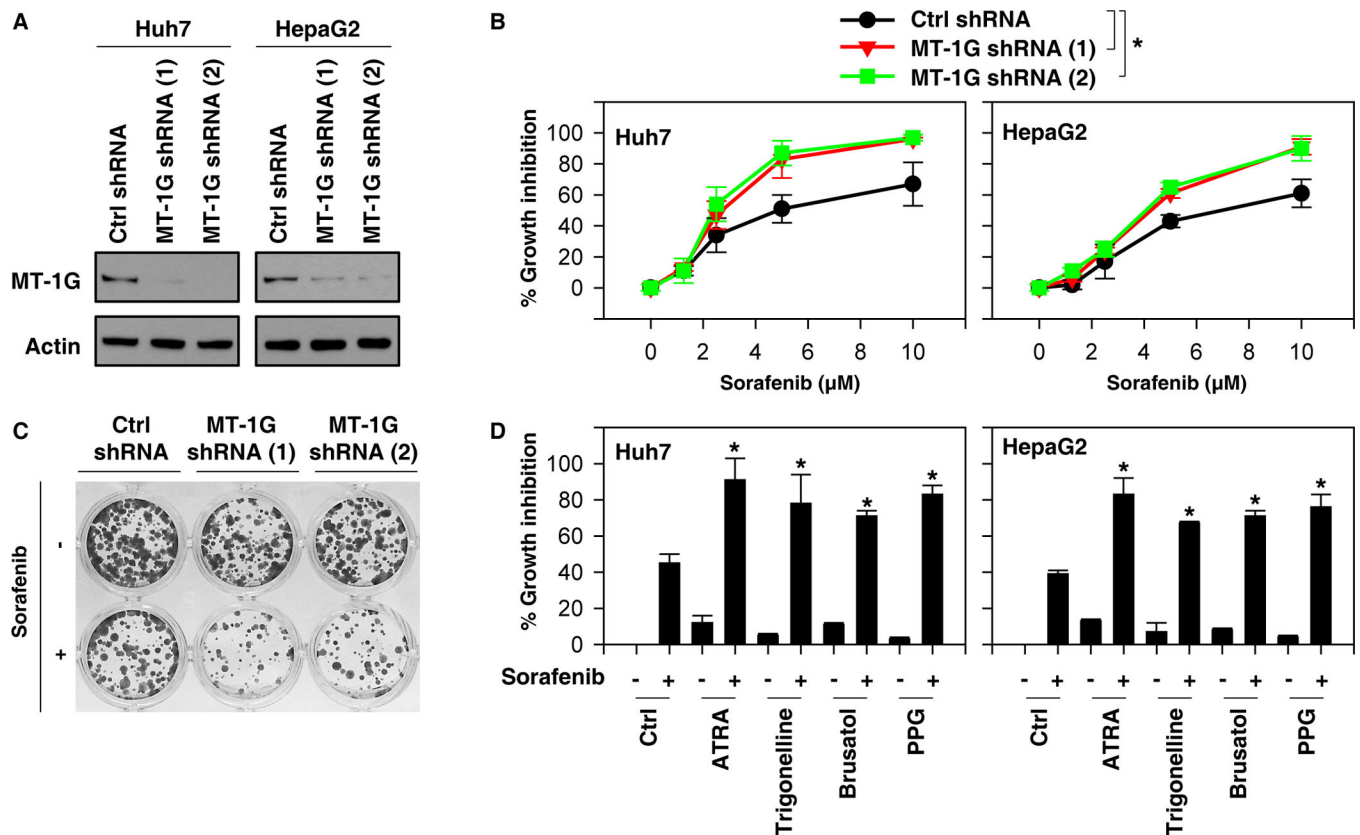 A
Huh7
HepaG2
Ctrl shRNA
MT-1G shRNA (1)
MT-1G shRNA (2)
Ctrl shRNA
MT-1G shRNA (1)
MT-1G shRNA (2)
MT-1G
Actin
B
Ctrl shRNA
MT-1G shRNA (1)
MT-1G shRNA (2)
*
Huh7
% Growth inhibition
100
80
60
40
20
0
0 2 4 6 8 10
Sorafenib (µM)
HepaG2
0 2 4 6 8 10
Sorafenib (µM)
C
Ctrl
shRNA
MT-1G
shRNA (1)
MT-1G
shRNA (2)
Sorafenib
-
+
D
Huh7
% Growth inhibition
100
80
60
40
20
0
* * * *
Sorafenib - + - + - + - + - +
Ctrl
ATRA
Trigonelline
Brusatol
PPG
HepaG2
* * * *
- + - + - + - + - +
Ctrl
ATRA
Trigonelline
Brusatol
PPG